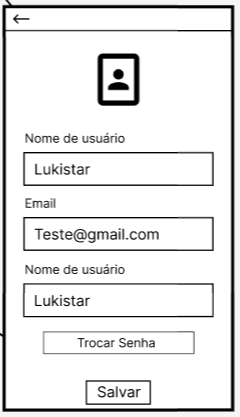 Nome de usuário
Lukistar
Email
Teste@gmail.com
Nome de usuário
Lukistar
Trocar Senha
Salvar